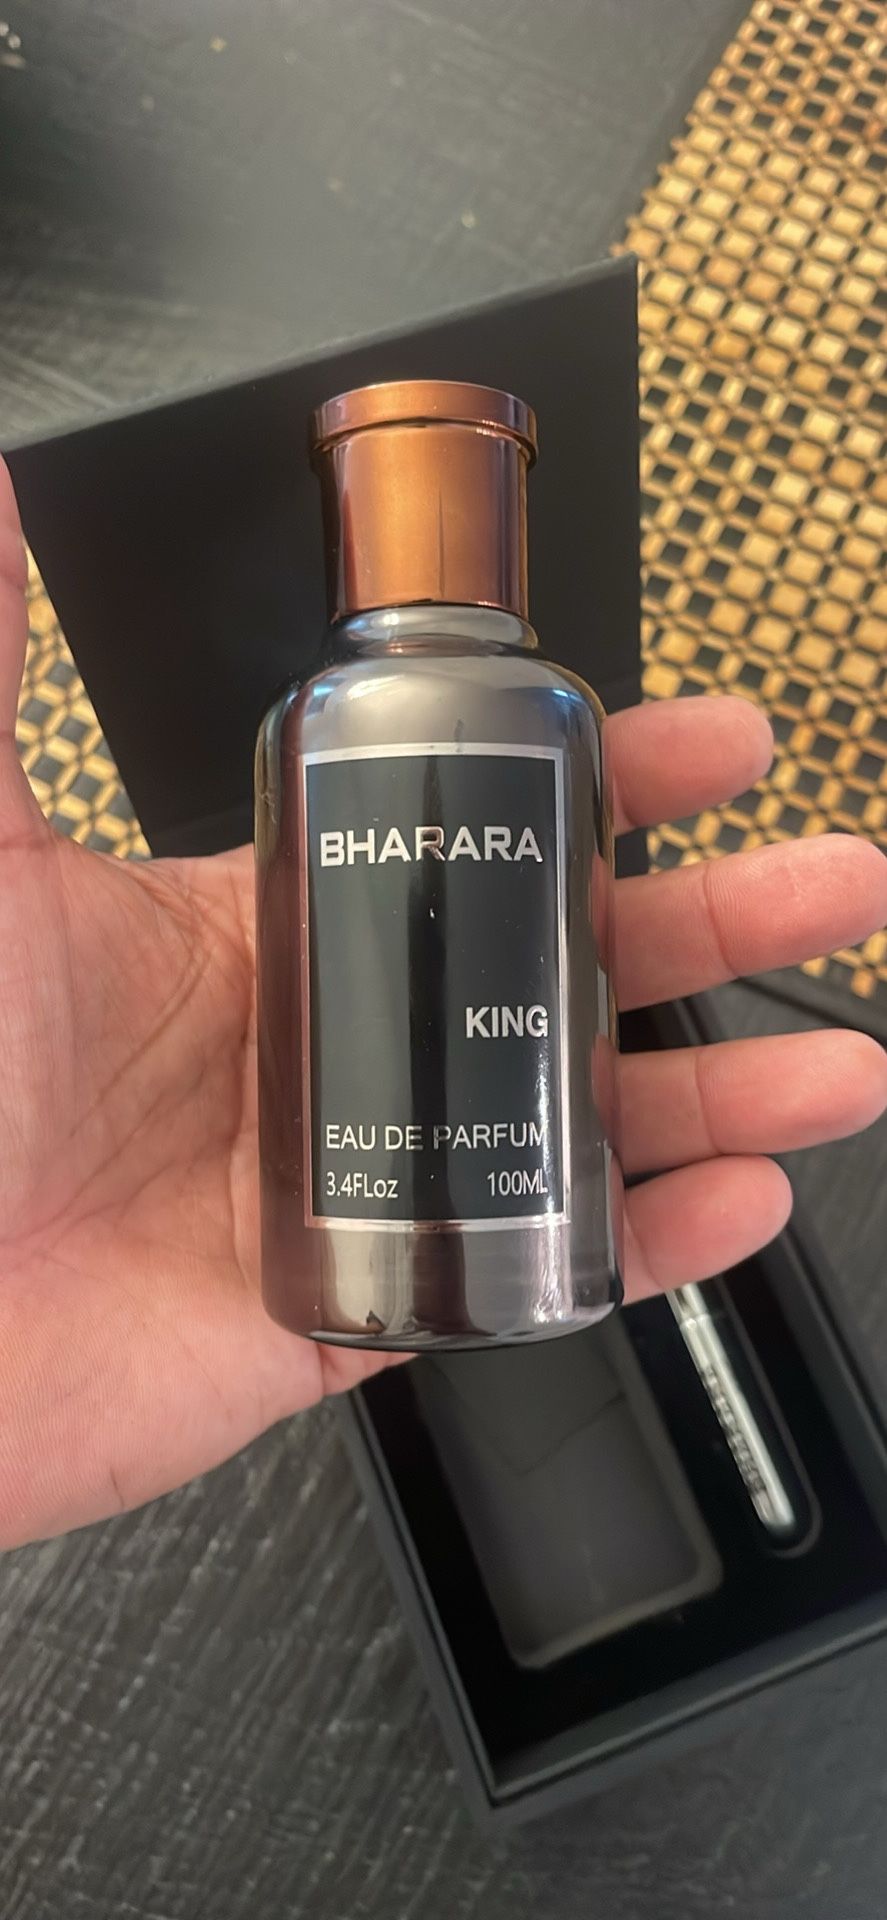 BHARARA
KING
EAU DE PARFUM
3.4FLoz 100ML